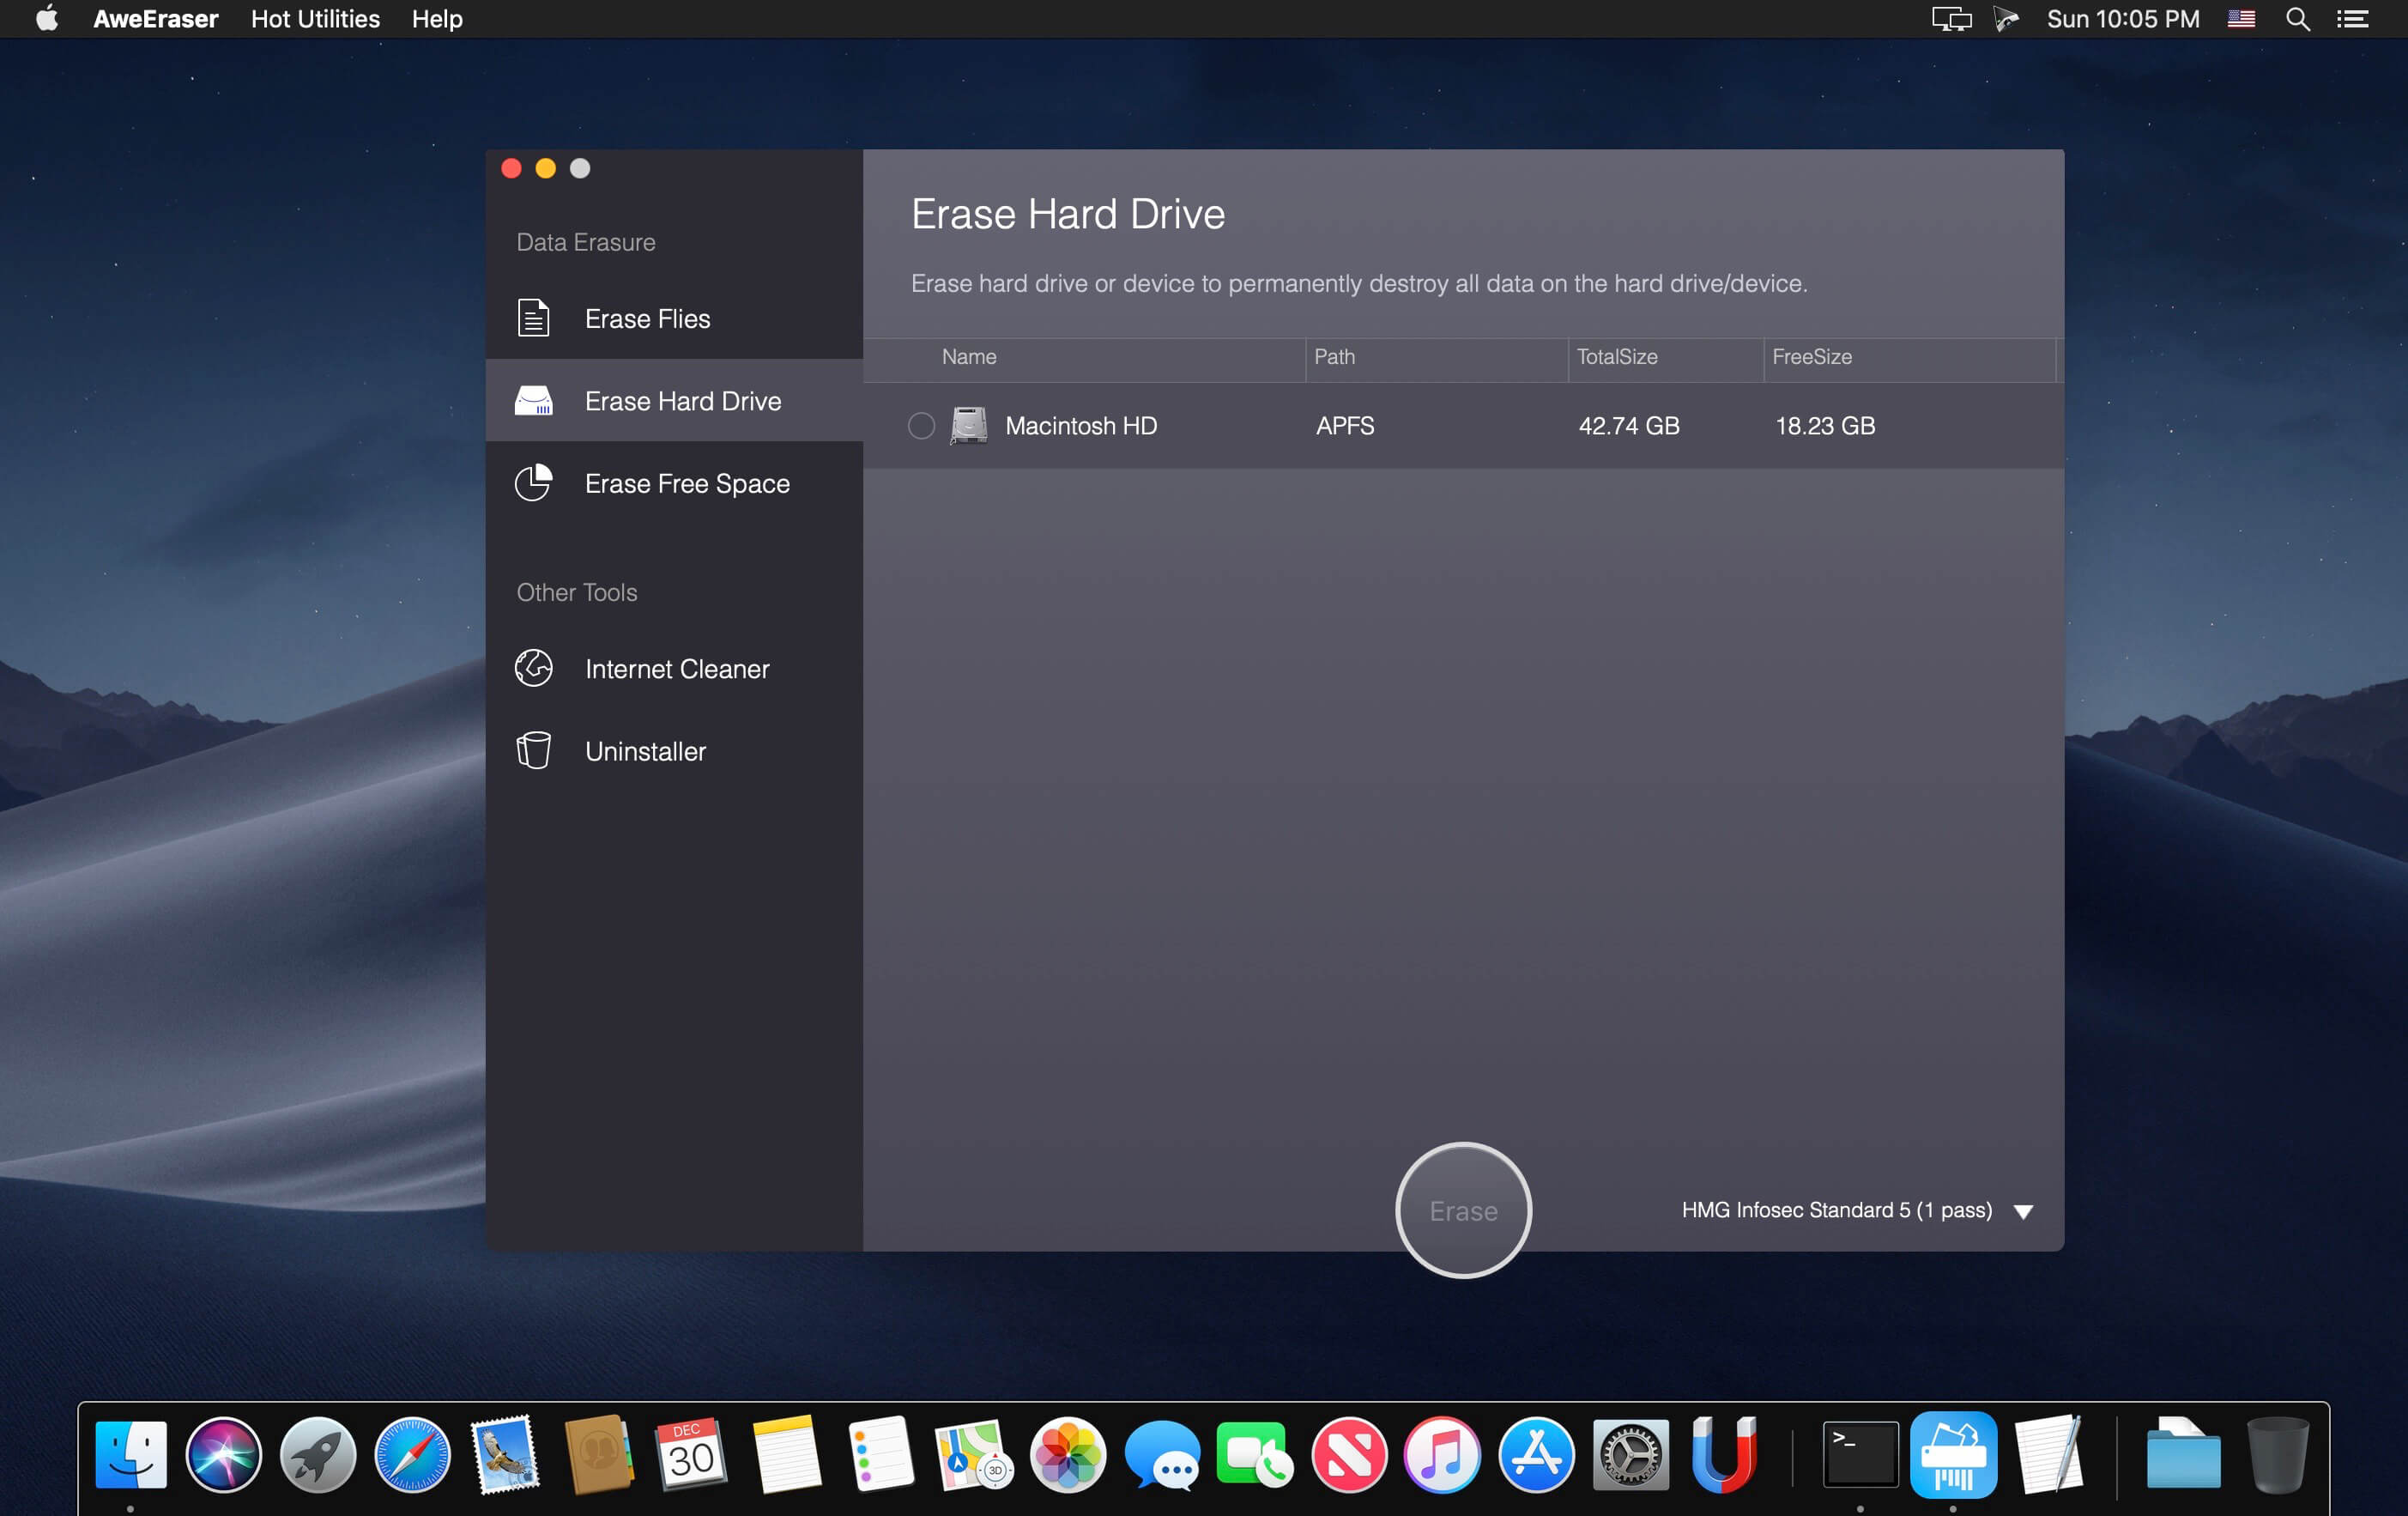 AweEraser Hot Utilities Help Sun 10:05 PM
Data Erasure
Erase Flies
Erase Hard Drive
Erase Free Space
Other Tools
Internet Cleaner
Uninstaller
Erase Hard Drive
Erase hard drive or device to permanently destroy all data on the hard drive/device.
Name Path TotalSize FreeSize
Macintosh HD APFS 42.74 GB 18.23 GB
Erase
HMG Infosec Standard 5 (1 pass)
DEC
30
3D
>_